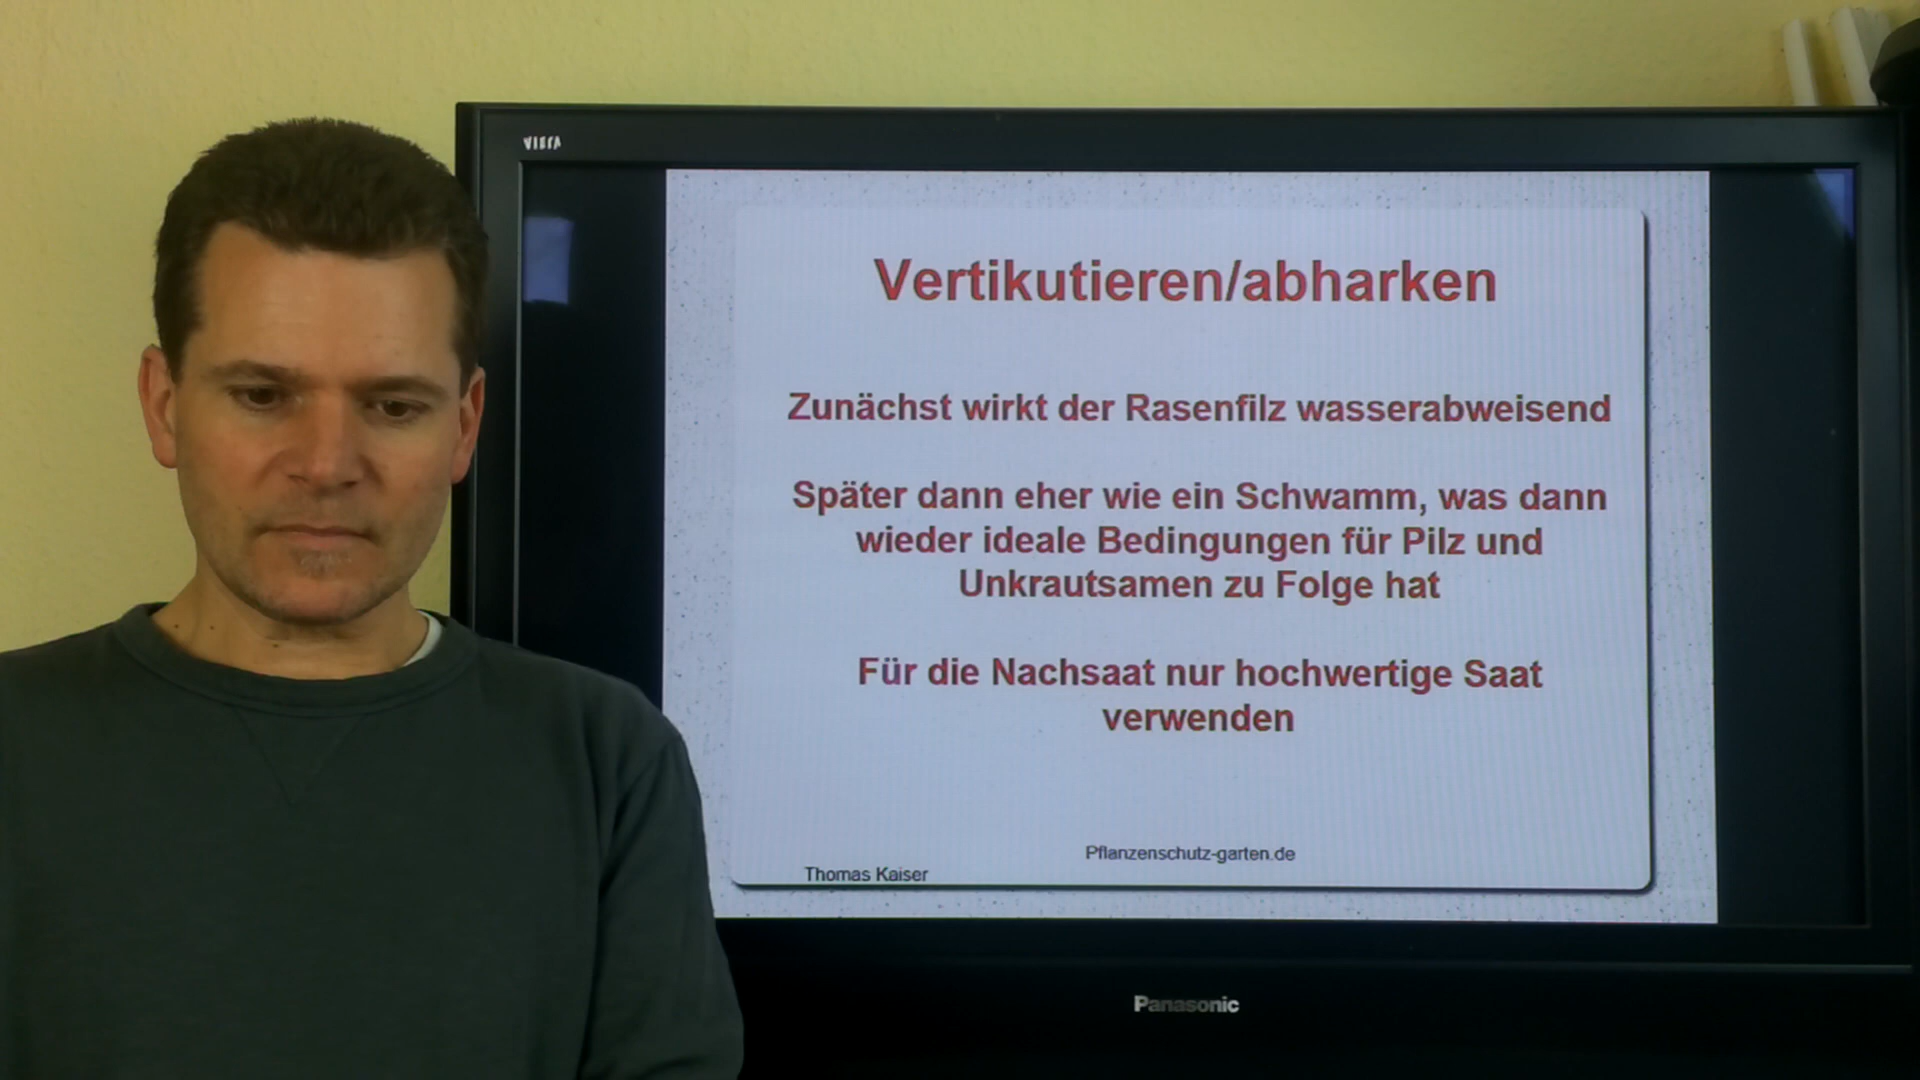 VIERA
Vertikutieren/abharken
Zunächst wirkt der Rasenfilz wasserabweisend
Später dann eher wie ein Schwamm, was dann
wieder ideale Bedingungen für Pilz und
Unkrautsamen zu Folge hat
Für die Nachsaat nur hochwertige Saat
verwenden
Pflanzenschutz-garten.de
Thomas Kaiser
Panasonic